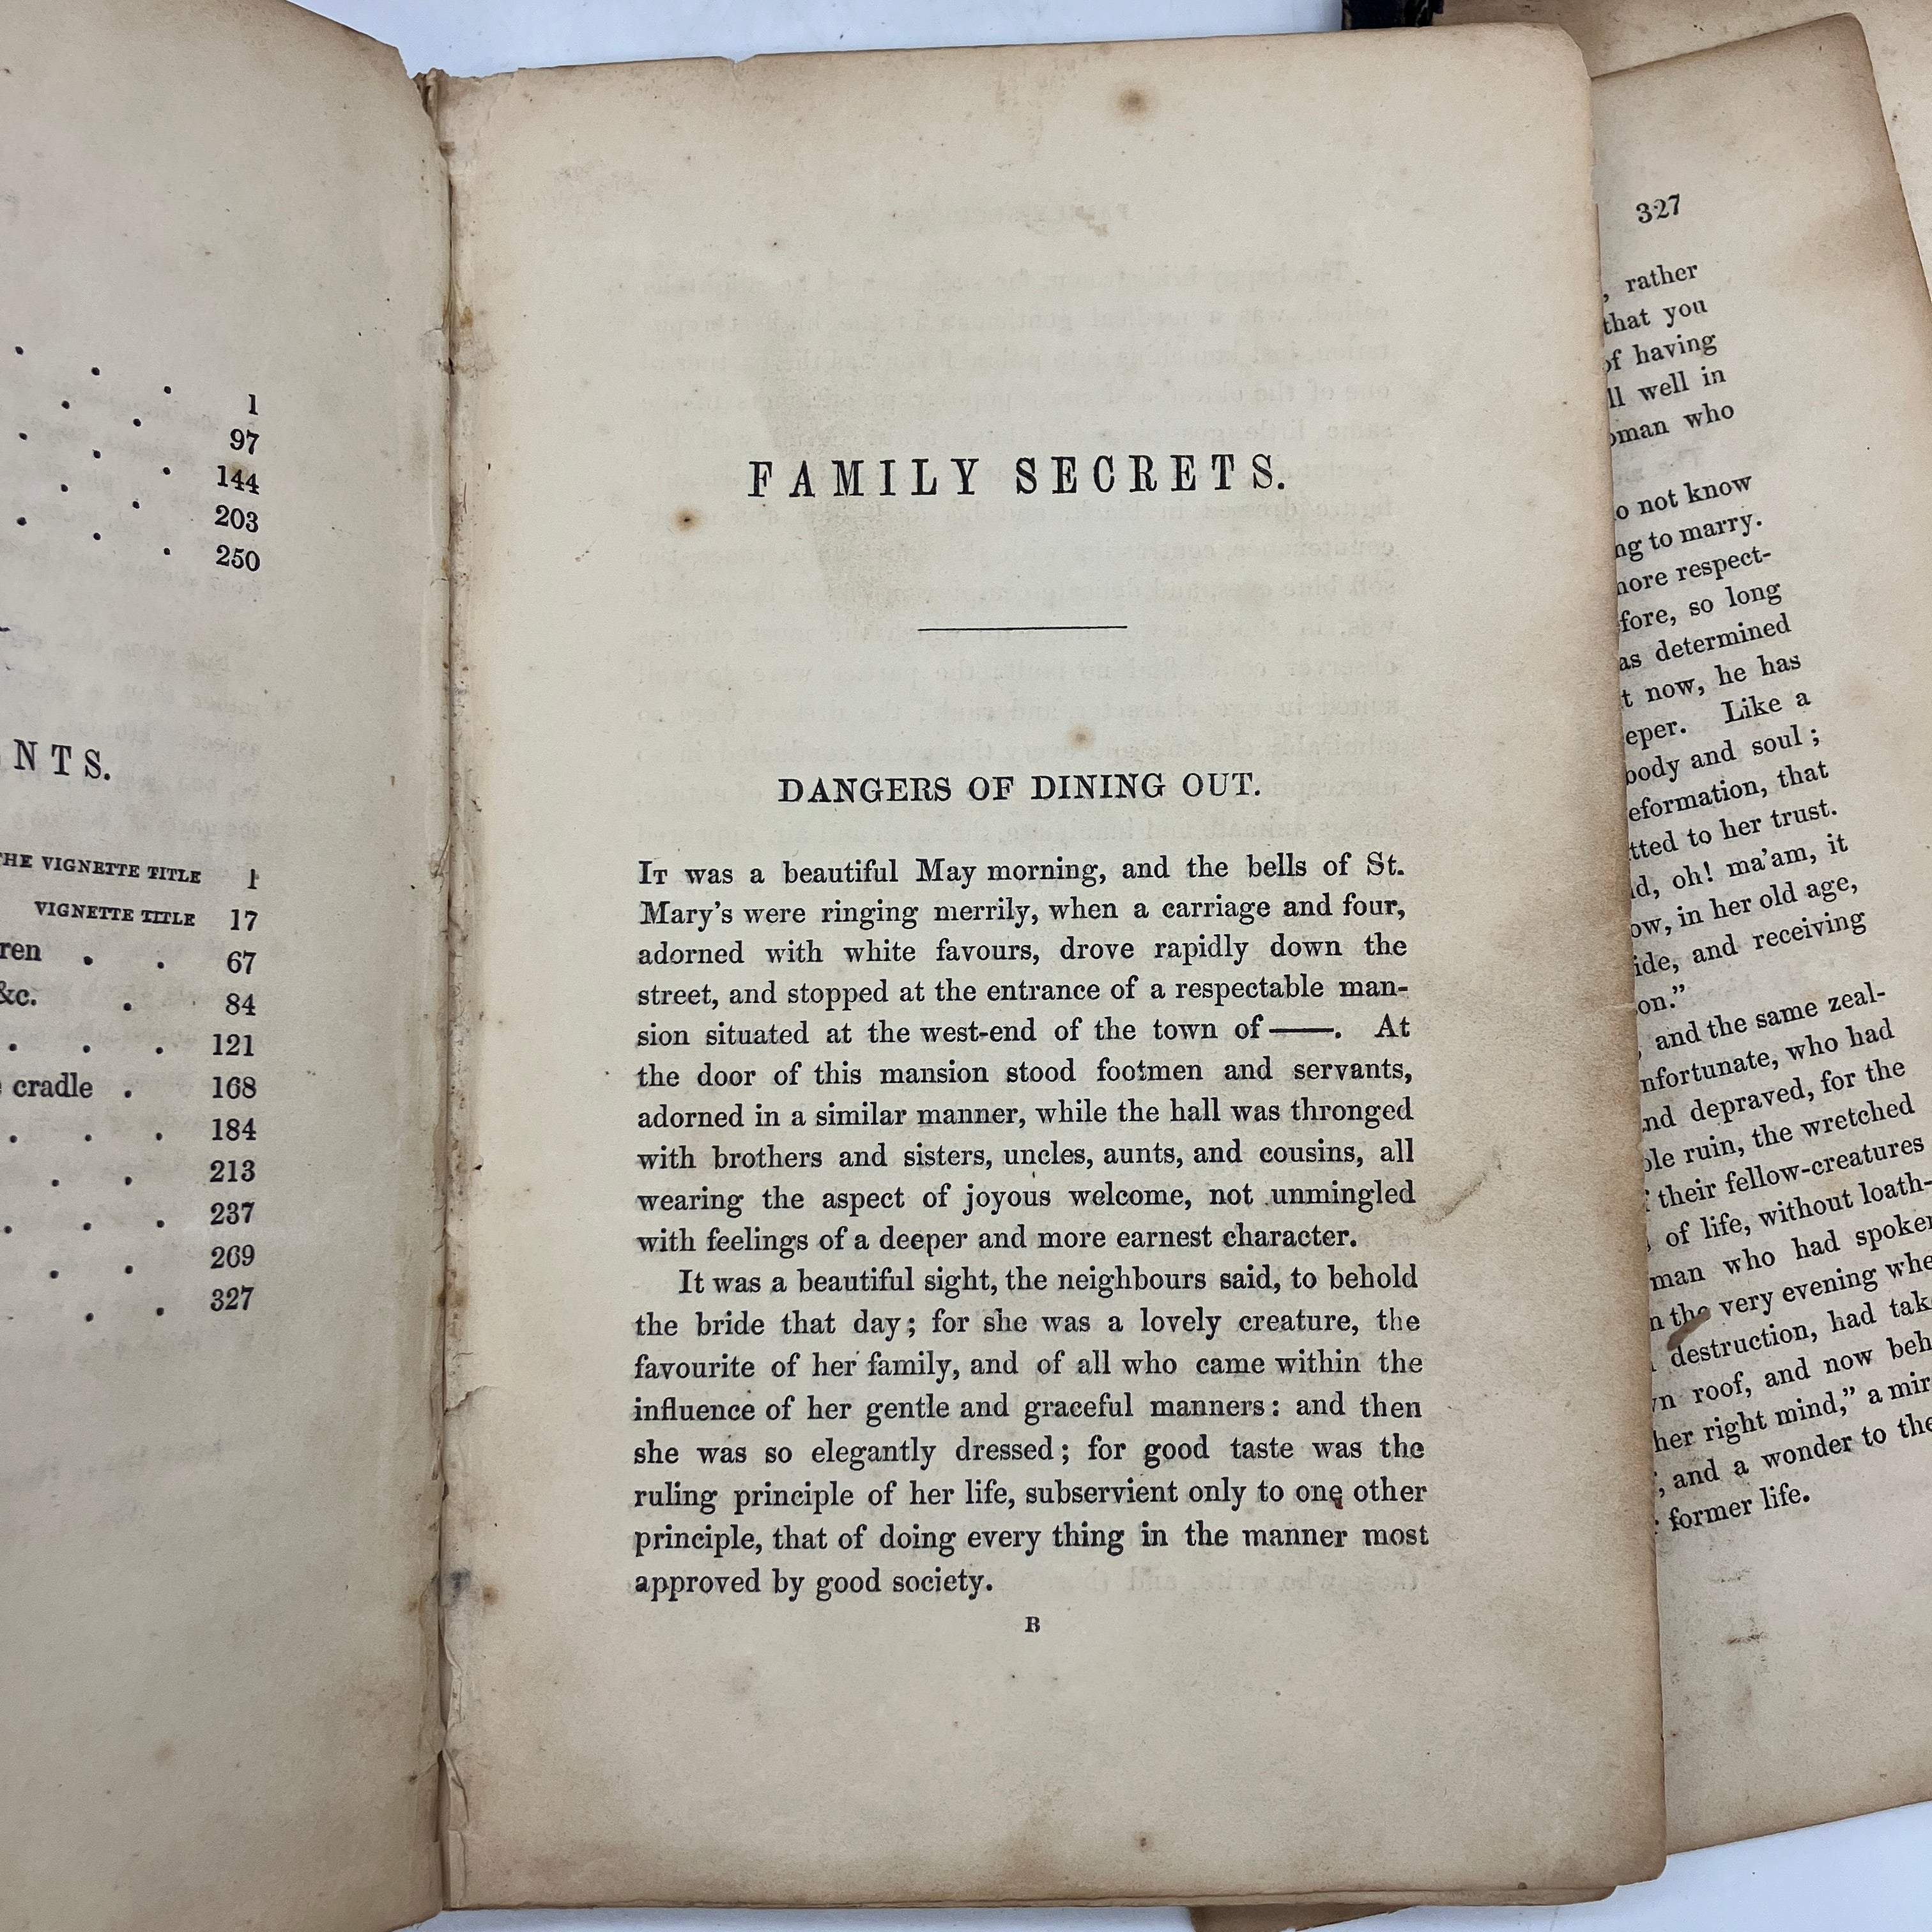 1
97
144
203
250
NTS.
THE VIGNETTE TITLE 1
VIGNETTE TITLE 17
ren . . 67
&c. . 84
. . . 121
cradle . 168
. . . 184
. . 213
. . . 237
. . 269
. . 327
FAMILY SECRETS.
DANGERS OF DINING OUT.
It was a beautiful May morning, and the bells of St.
Mary's were ringing merrily, when a carriage and four,
adorned with white favours, drove rapidly down the
street, and stopped at the entrance of a respectable man-
sion situated at the west-end of the town of ——. At
the door of this mansion stood footmen and servants,
adorned in a similar manner, while the hall was thronged
with brothers and sisters, uncles, aunts, and cousins, all
wearing the aspect of joyous welcome, not unmingled
with feelings of a deeper and more earnest character.
It was a beautiful sight, the neighbours said, to behold
the bride that day; for she was a lovely creature, the
favourite of her family, and of all who came within the
influence of her gentle and graceful manners: and then
she was so elegantly dressed; for good taste was the
ruling principle of her life, subservient only to one other
principle, that of doing every thing in the manner most
approved by good society.
B
327
, rather
that you
of having
ll well in
oman who
o not know
ng to marry.
more respect-
fore, so long
as determined
t now, he has
eper. Like a
body and soul;
eformation, that
tted to her trust.
nd, oh! ma'am, it
ow, in her old age,
ide, and receiving
on."
, and the same zeal-
nfortunate, who had
nd depraved, for the
ble ruin, the wretched
their fellow-creatures
of life, without loath-
man who had spoken
n the very evening whe
destruction, had take
wn roof, and now beh
her right mind," a mir
, and a wonder to the
former life.